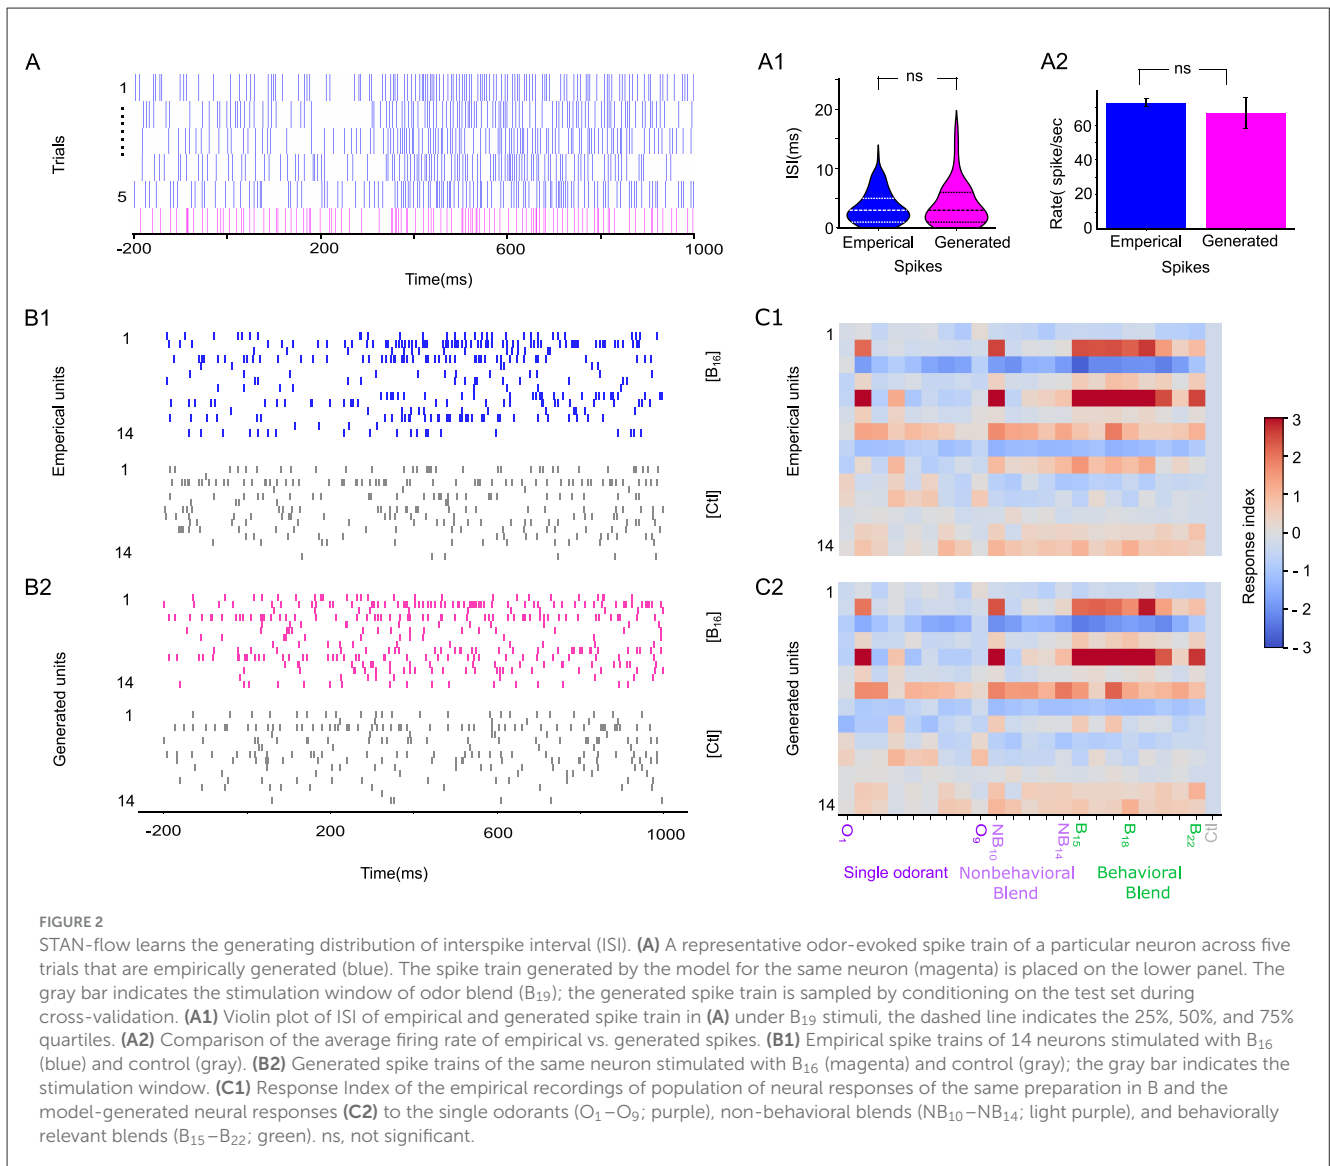 A
1
Trials
5
-200
200
600
1000
Time(ms)
A1
ns
20
10
0
ISI(ms)
Emperical
Generated
Spikes
A2
ns
60
40
20
0
Rate( spike/sec
Emperical
Generated
Spikes
B1
1
14
Emperical units
[B16]
1
14
[Ctl]
B2
1
14
Generated units
[B16]
1
14
[Ctl]
-200
200
600
1000
Time(ms)
C1
1
14
Emperical units
C2
1
14
Generated units
3
2
1
0
- 1
- 2
- 3
Response index
O1
O9
NB10
NB14
B15
B18
B22
Ctl
Single odorant
Nonbehavioral
Blend
Behavioral
Blend
FIGURE 2
STAN-flow learns the generating distribution of interspike interval (ISI). (A) A representative odor-evoked spike train of a particular neuron across five
trials that are empirically generated (blue). The spike train generated by the model for the same neuron (magenta) is placed on the lower panel. The
gray bar indicates the stimulation window of odor blend (B19); the generated spike train is sampled by conditioning on the test set during
cross-validation. (A1) Violin plot of ISI of empirical and generated spike train in (A) under B19 stimuli, the dashed line indicates the 25%, 50%, and 75%
quartiles. (A2) Comparison of the average firing rate of empirical vs. generated spikes. (B1) Empirical spike trains of 14 neurons stimulated with B16
(blue) and control (gray). (B2) Generated spike trains of the same neuron stimulated with B16 (magenta) and control (gray); the gray bar indicates the
stimulation window. (C1) Response Index of the empirical recordings of population of neural responses of the same preparation in B and the
model-generated neural responses (C2) to the single odorants (O1–O9; purple), non-behavioral blends (NB10–NB14; light purple), and behaviorally
relevant blends (B15–B22; green). ns, not significant.